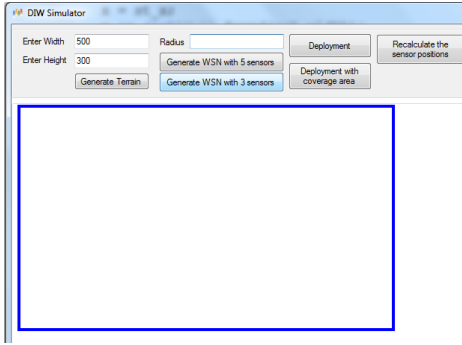 DIW Simulator
Enter Width 500 Radius Deployment Recalculate the
sensor positions
Enter Height 300 Generate WSN with 5 sensors
Generate Terrain Generate WSN with 3 sensors Deployment with
coverage area